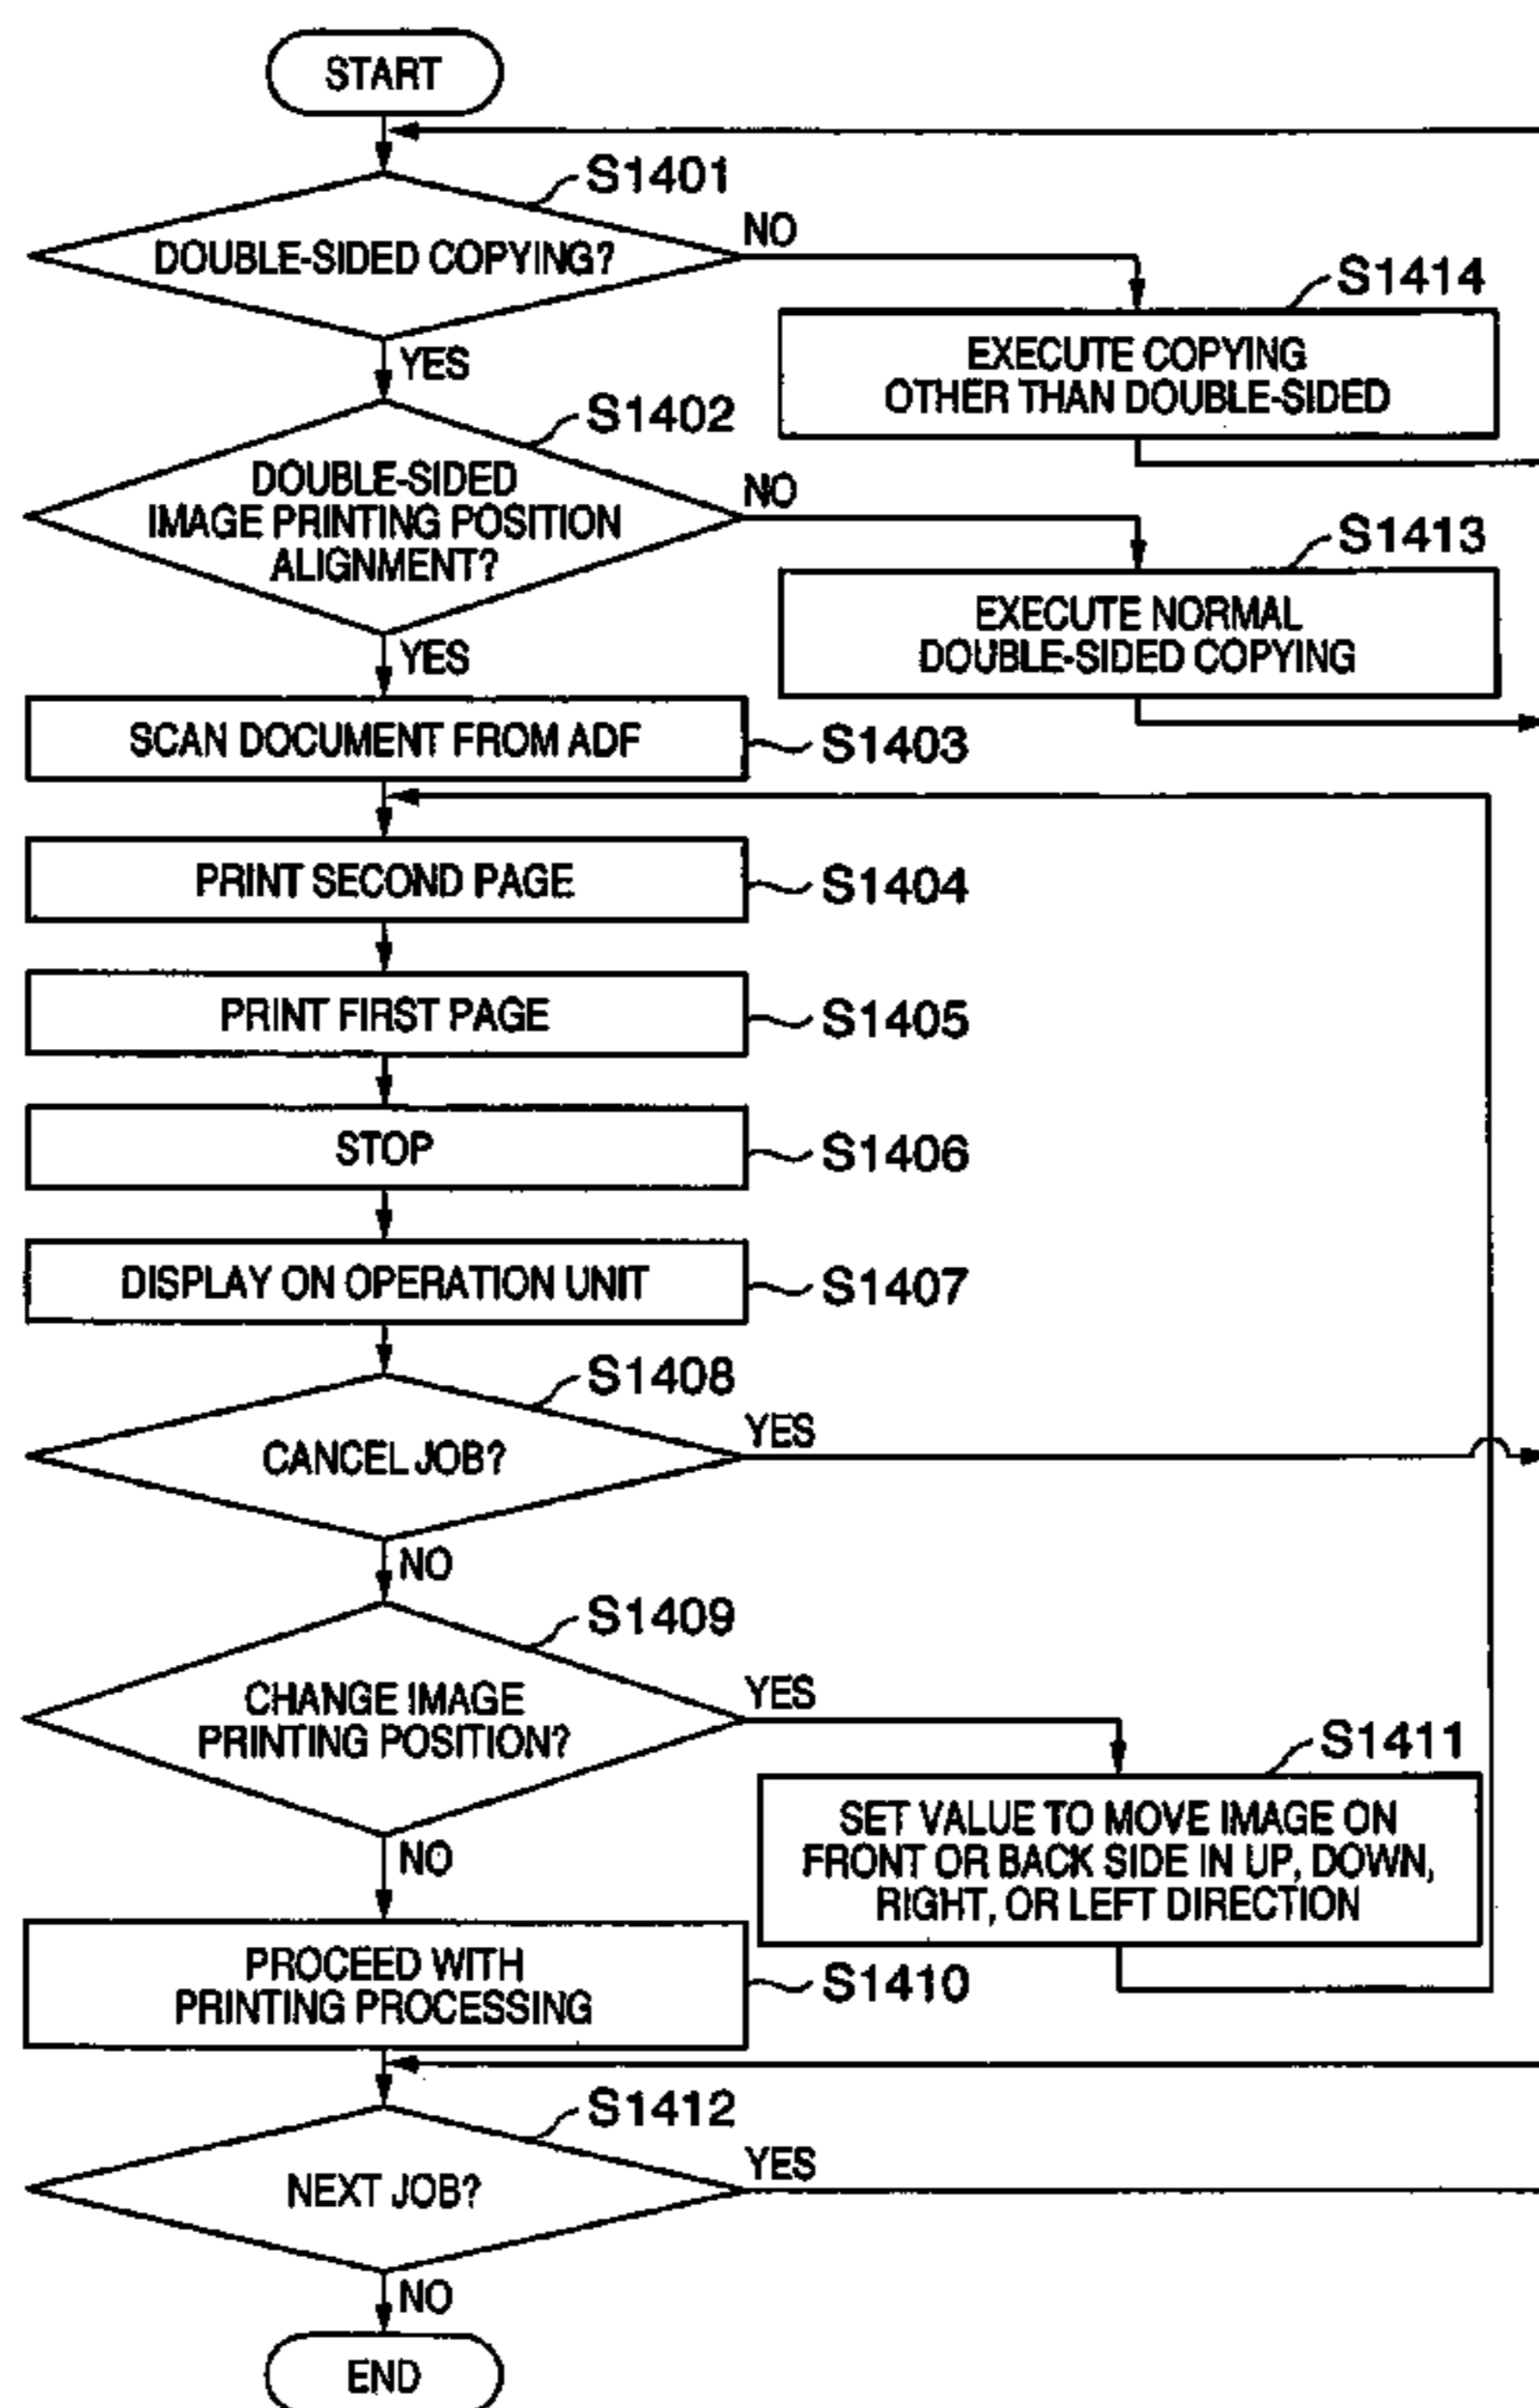 START
S1401
DOUBLE-SIDED COPYING?
NO
S1414
EXECUTE COPYING
OTHER THAN DOUBLE-SIDED
YES
S1402
DOUBLE-SIDED
IMAGE PRINTING POSITION
ALIGNMENT?
NO
S1413
EXECUTE NORMAL
DOUBLE-SIDED COPYING
YES
SCAN DOCUMENT FROM ADF
S1403
PRINT SECOND PAGE
S1404
PRINT FIRST PAGE
S1405
STOP
S1406
DISPLAY ON OPERATION UNIT
S1407
S1408
CANCEL JOB?
YES
NO
S1409
CHANGE IMAGE
PRINTING POSITION?
YES
S1411
SET VALUE TO MOVE IMAGE ON
FRONT OR BACK SIDE IN UP, DOWN,
RIGHT, OR LEFT DIRECTION
NO
PROCEED WITH
PRINTING PROCESSING
S1410
S1412
NEXT JOB?
YES
NO
END